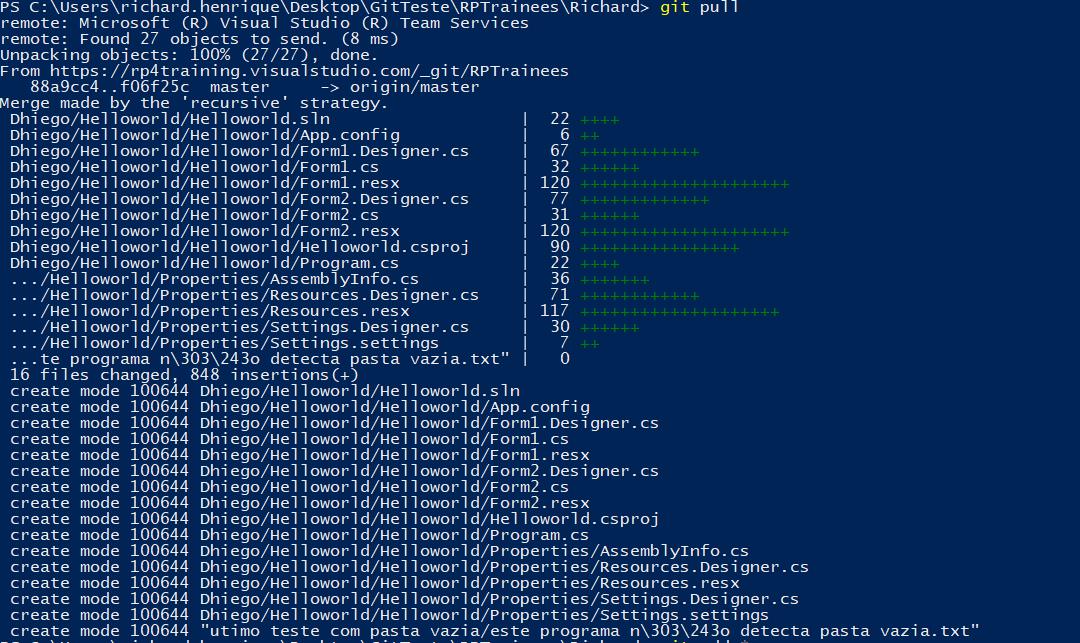 PS C:\Users\richard.henrique\Desktop\GitTeste\RPTrainees\Richard> git pull
remote: Microsoft (R) Visual Studio (R) Team Services
remote: Found 27 objects to send. (8 ms)
Unpacking objects: 100% (27/27), done.
From https://rp4training.visualstudio.com/_git/RPTrainees
   88a9cc4..f06f25c  master     -> origin/master
Merge made by the 'recursive' strategy.
 Dhiego/Helloworld/Helloworld.sln                   |  22 ++++
 Dhiego/Helloworld/Helloworld/App.config            |   6 ++
 Dhiego/Helloworld/Helloworld/Form1.Designer.cs     |  67 ++++++++++++
 Dhiego/Helloworld/Helloworld/Form1.cs              |  32 ++++++
 Dhiego/Helloworld/Helloworld/Form1.resx            | 120 +++++++++++++++++++++
 Dhiego/Helloworld/Helloworld/Form2.Designer.cs     |  77 +++++++++++++
 Dhiego/Helloworld/Helloworld/Form2.cs              |  31 ++++++
 Dhiego/Helloworld/Helloworld/Form2.resx            | 120 +++++++++++++++++++++
 Dhiego/Helloworld/Helloworld/Helloworld.csproj     |  90 ++++++++++++++++
 Dhiego/Helloworld/Helloworld/Program.cs            |  22 ++++
 .../Helloworld/Properties/AssemblyInfo.cs          |  36 +++++++
 .../Helloworld/Properties/Resources.Designer.cs    |  71 ++++++++++++
 .../Helloworld/Properties/Resources.resx           | 117 ++++++++++++++++++++
 .../Helloworld/Properties/Settings.Designer.cs     |  30 ++++++
 .../Helloworld/Properties/Settings.settings        |   7 ++
 ...te programa n\303\243o detecta pasta vazia.txt" |   0
 16 files changed, 848 insertions(+)
 create mode 100644 Dhiego/Helloworld/Helloworld.sln
 create mode 100644 Dhiego/Helloworld/Helloworld/App.config
 create mode 100644 Dhiego/Helloworld/Helloworld/Form1.Designer.cs
 create mode 100644 Dhiego/Helloworld/Helloworld/Form1.cs
 create mode 100644 Dhiego/Helloworld/Helloworld/Form1.resx
 create mode 100644 Dhiego/Helloworld/Helloworld/Form2.Designer.cs
 create mode 100644 Dhiego/Helloworld/Helloworld/Form2.cs
 create mode 100644 Dhiego/Helloworld/Helloworld/Form2.resx
 create mode 100644 Dhiego/Helloworld/Helloworld/Helloworld.csproj
 create mode 100644 Dhiego/Helloworld/Helloworld/Program.cs
 create mode 100644 Dhiego/Helloworld/Helloworld/Properties/AssemblyInfo.cs
 create mode 100644 Dhiego/Helloworld/Helloworld/Properties/Resources.Designer.cs
 create mode 100644 Dhiego/Helloworld/Helloworld/Properties/Resources.resx
 create mode 100644 Dhiego/Helloworld/Helloworld/Properties/Settings.Designer.cs
 create mode 100644 Dhiego/Helloworld/Helloworld/Properties/Settings.settings
 create mode 100644 "utimo teste com pasta vazia/este programa n\303\243o detecta pasta vazia.txt"